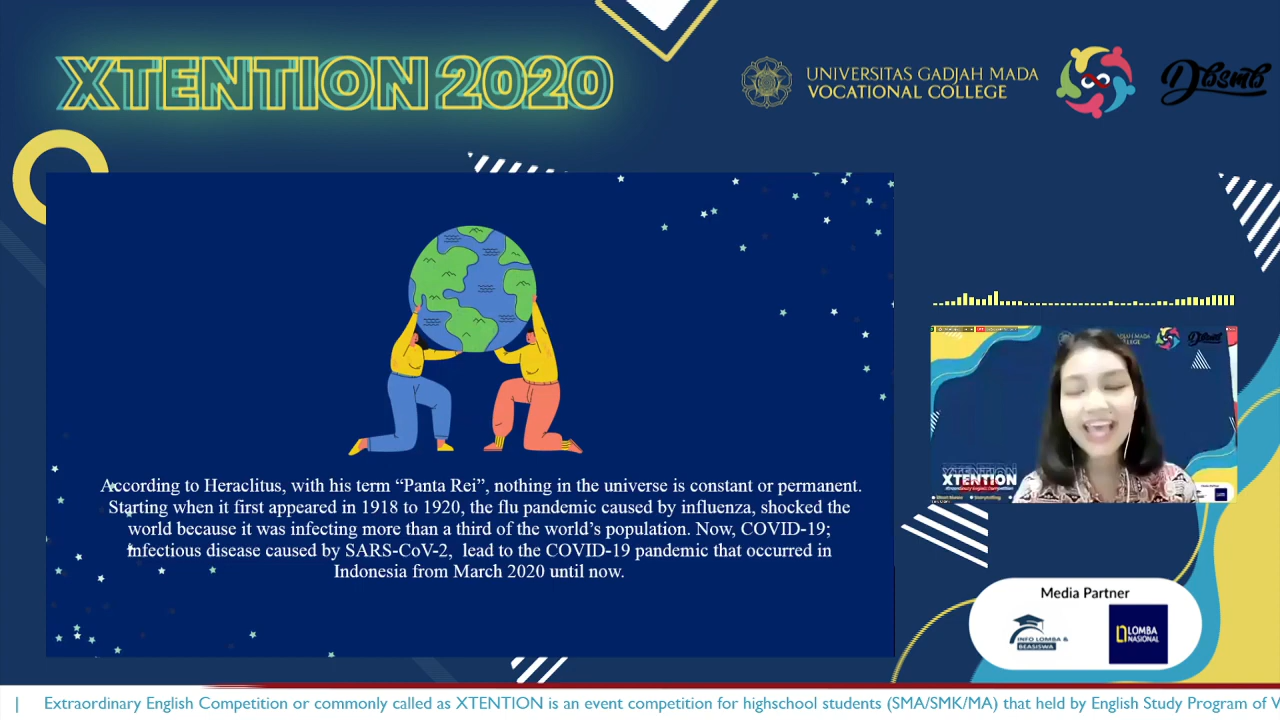 XTENTION 2020
UNIVERSITAS GADJAH MADA
VOCATIONAL COLLEGE
Dbsmb
According to Heraclitus, with his term “Panta Rei”, nothing in the universe is constant or permanent.
Starting when it first appeared in 1918 to 1920, the flu pandemic caused by influenza, shocked the
world because it was infecting more than a third of the world’s population. Now, COVID-19;
infectious disease caused by SARS-CoV-2,  lead to the COVID-19 pandemic that occurred in
Indonesia from March 2020 until now.
GADJAH MADA
XTENTION
Media Partner
INFO LOMBA &
BEASISWA
LOMBA
NASIONAL
| Extraordinary English Competition or commonly called as XTENTION is an event competition for highschool students (SMA/SMK/MA) that held by English Study Program of V